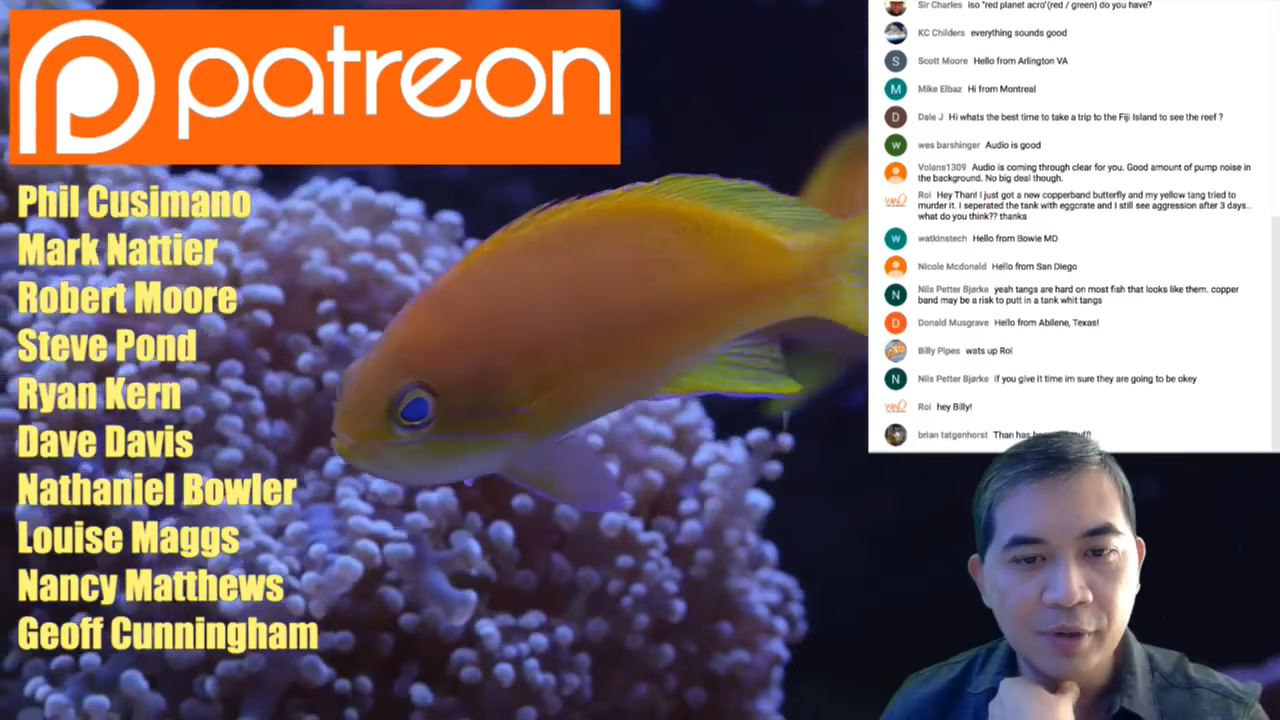 patreon
Phil Cusimano
Mark Nattier
Robert Moore
Steve Pond
Ryan Kern
Dave Davis
Nathaniel Bowler
Louise Maggs
Nancy Matthews
Geoff Cunningham
Sir Charles iso "red planet acro"(red / green) do you have?
KC Childers everything sounds good
S Scott Moore Hello from Arlington VA
M Mike Elbaz Hi from Montreal
D Dale J Hi whats the best time to take a trip to the Fiji Island to see the reef ?
W wes barshinger Audio is good
Volans1309 Audio is coming through clear for you. Good amount of pump noise in
the background. No big deal though.
Roi Hey Than! I just got a new copperband butterfly and my yellow tang tried to
murder it. I seperated the tank with eggcrate and I still see aggression after 3 days..
what do you think?? thanks
W watkinstech Hello from Bowie MD
Nicole Mcdonald Hello from San Diego
N Nils Petter Bjørke yeah tangs are hard on most fish that looks like them. copper
band may be a risk to putt in a tank whit tangs
D Donald Musgrave Hello from Abilene, Texas!
Billy Pipes wats up Roi
N Nils Petter Bjørke if you give it time im sure they are going to be okey
Roi hey Billy!
brian tatgenhorst Than has